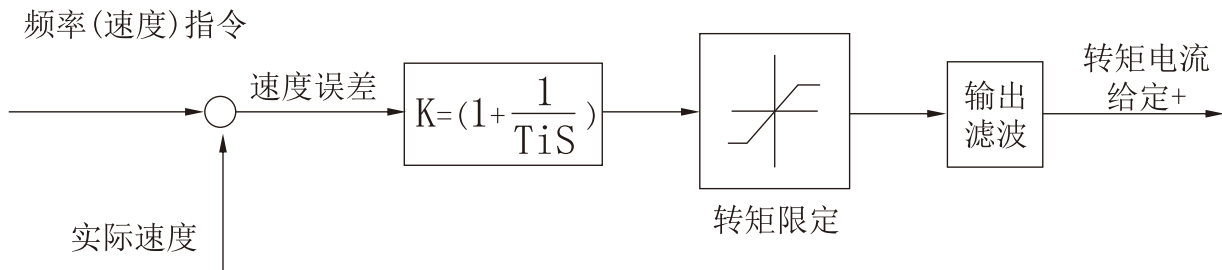 频率(速度)指令
速度误差
K=(1+1/TiS)
转矩限定
输出
滤波
转矩电流
给定+
实际速度